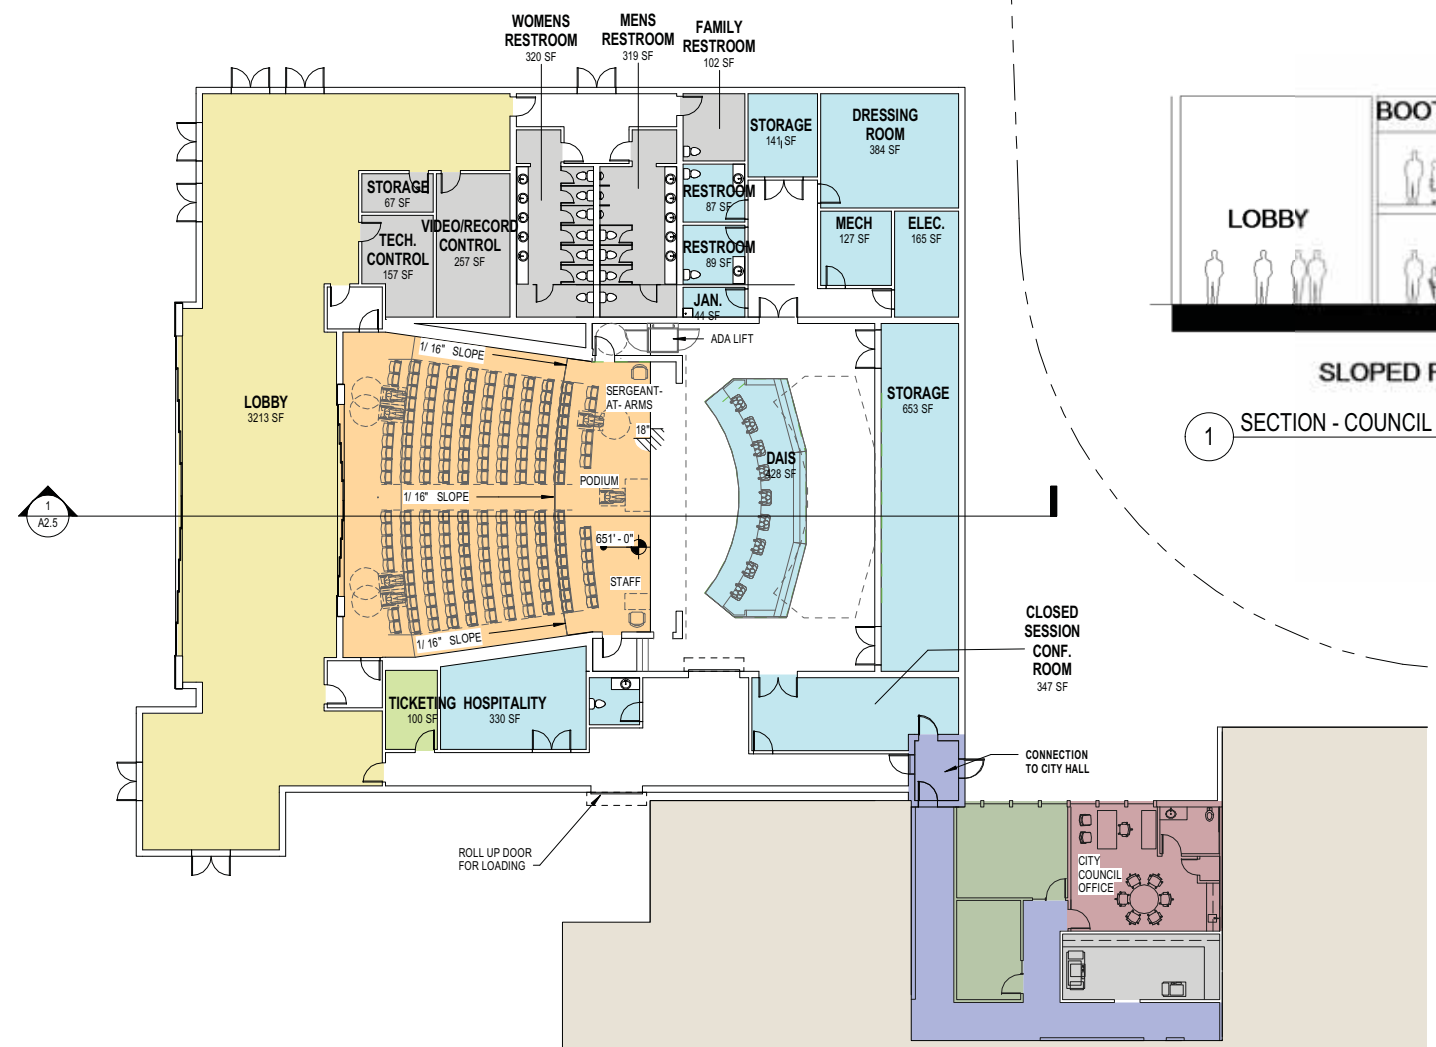 WOMENS
RESTROOM
320 SF
MENS
RESTROOM
319 SF
FAMILY
RESTROOM
102 SF
STORAGE
141 SF
DRESSING
ROOM
384 SF
STORAGE
67 SF
VIDEO/RECORD
CONTROL
257 SF
TECH.
CONTROL
157 SF
RESTROOM
87 SF
RESTROOM
89 SF
JAN.
44 SF
MECH
127 SF
ELEC.
165 SF
LOBBY
SLOPED
1
SECTION - COUNCIL
1/ 16" SLOPE
ADA LIFT
SERGEANT-
AT- ARMS
18"
LOBBY
3213 SF
STORAGE
653 SF
DAIS
428 SF
PODIUM
1/ 16" SLOPE
1
A2.5
651' - 0"
STAFF
1/ 16" SLOPE
CLOSED
SESSION
CONF.
ROOM
347 SF
TICKETING
100 SF
HOSPITALITY
330 SF
CONNECTION
TO CITY HALL
ROLL UP DOOR
FOR LOADING
CITY
COUNCIL
OFFICE